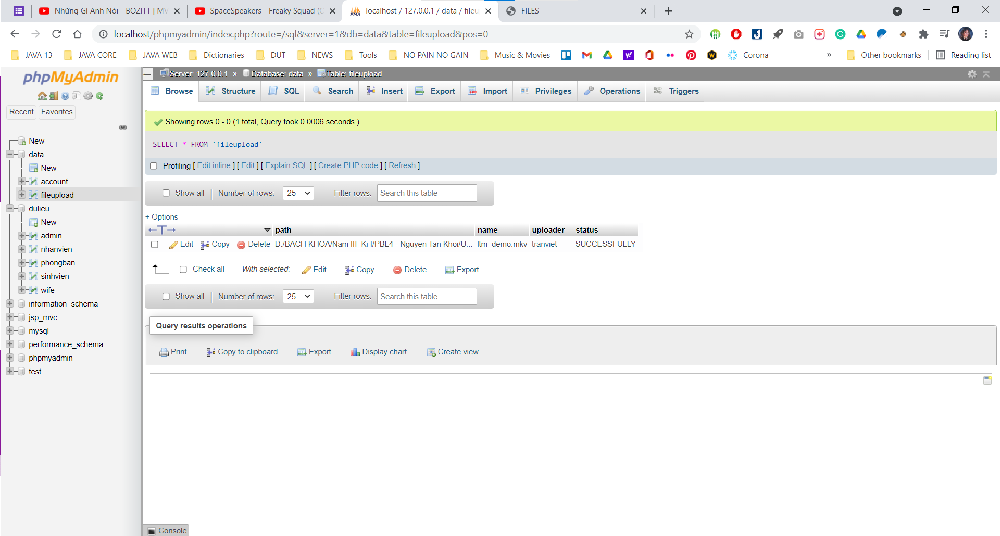 Những Gì Anh Nói - BOZITT | MV
SpaceSpeakers - Freaky Squad (O
localhost / 127.0.0.1 / data / fileu
FILES
localhost/phpmyadmin/index.php?route=/sql&server=1&db=data&table=fileupload&pos=0
JAVA 13 JAVA CORE JAVA WEB Dictionaries DUT NEWS Tools NO PAIN NO GAIN Music & Movies Corona » Other bookmarks Reading list
phpMyAdmin
Recent Favorites
New
data
New
account
fileupload
dulieu
New
admin
nhanvien
phongban
sinhvien
wife
information_schema
jsp_mvc
mysql
performance_schema
phpmyadmin
test
Server: 127.0.0.1 » Database: data » Table: fileupload
Browse Structure SQL Search Insert Export Import Privileges Operations Triggers
Showing rows 0 - 0 (1 total, Query took 0.0006 seconds.)
SELECT * FROM `fileupload`
Profiling [ Edit inline ] [ Edit ] [ Explain SQL ] [ Create PHP code ] [ Refresh ]
Show all | Number of rows: 25 Filter rows: Search this table
+ Options
←T→ path name uploader status
Edit Copy Delete D:/BACH KHOA/Nam III_Ki I/PBL4 - Nguyen Tan Khoi/U... ltm_demo.mkv tranviet SUCCESSFULLY
Check all With selected: Edit Copy Delete Export
Show all | Number of rows: 25 Filter rows: Search this table
Query results operations
Print Copy to clipboard Export Display chart Create view
Console